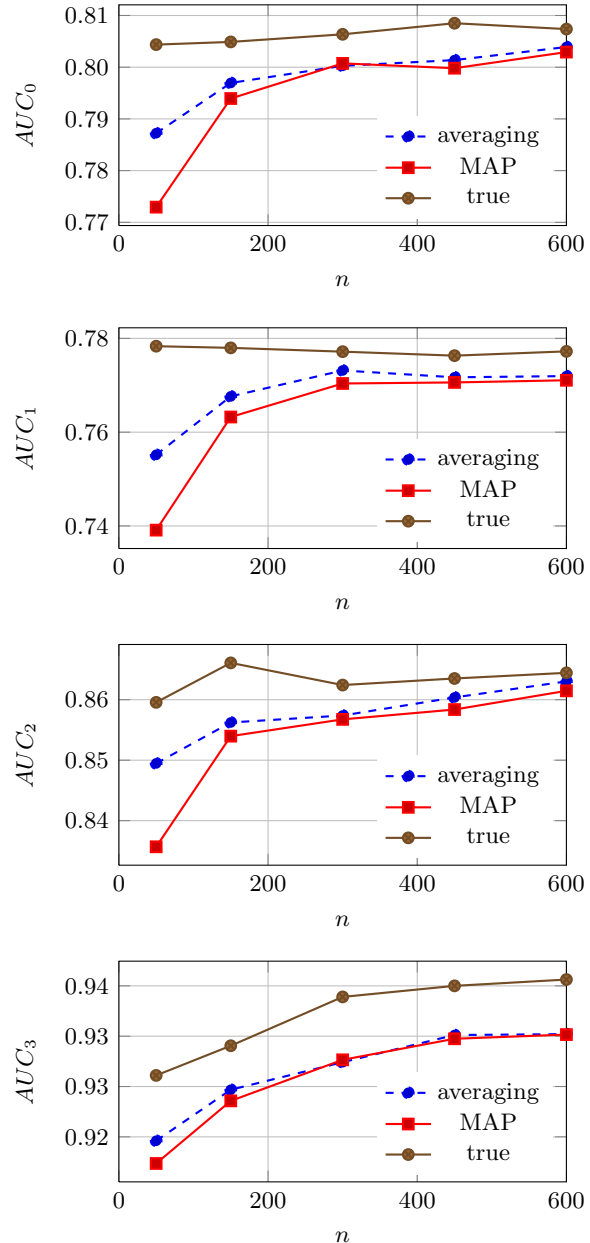 0.81
0.80
0.79
0.78
0.77
AUC₀
averaging
MAP
true
0 200 400 600
n
0.78
0.76
0.74
AUC₁
averaging
MAP
true
0 200 400 600
n
0.86
0.85
0.84
AUC₂
averaging
MAP
true
0 200 400 600
n
0.94
0.93
0.93
0.92
AUC₃
averaging
MAP
true
0 200 400 600
n